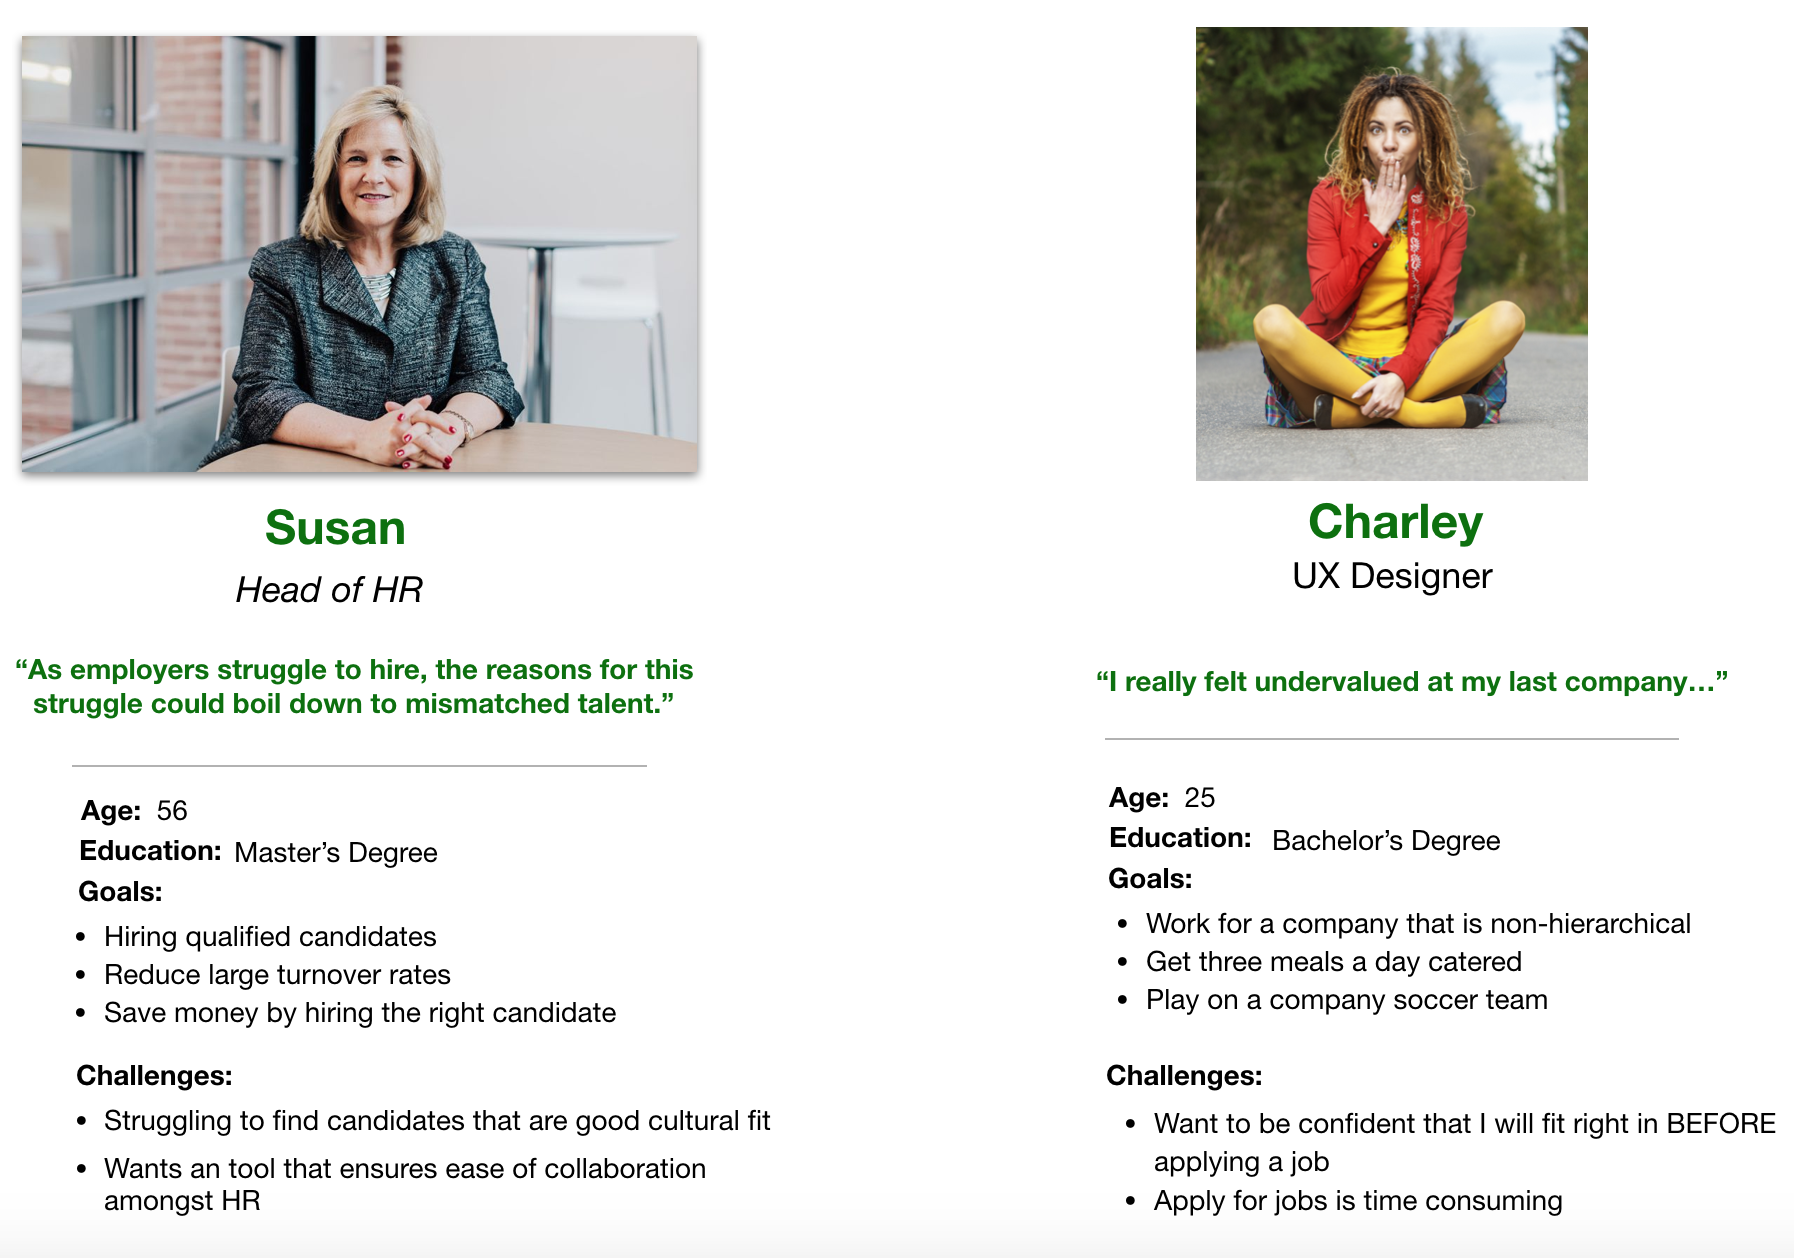 Susan
Head of HR
“As employers struggle to hire, the reasons for this
struggle could boil down to mismatched talent.”
Age: 56
Education: Master’s Degree
Goals:
• Hiring qualified candidates
• Reduce large turnover rates
• Save money by hiring the right candidate
Challenges:
• Struggling to find candidates that are good cultural fit
• Wants an tool that ensures ease of collaboration
amongst HR
Charley
UX Designer
“I really felt undervalued at my last company…”
Age: 25
Education: Bachelor’s Degree
Goals:
• Work for a company that is non-hierarchical
• Get three meals a day catered
• Play on a company soccer team
Challenges:
• Want to be confident that I will fit right in BEFORE
applying a job
• Apply for jobs is time consuming